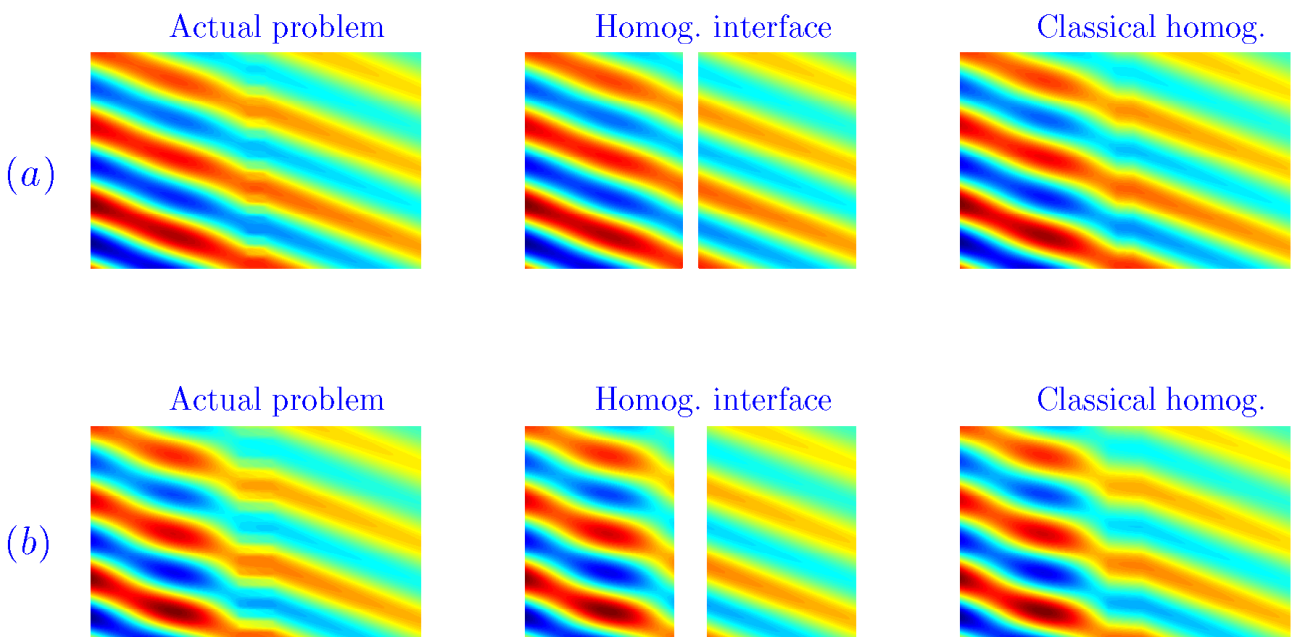 Actual problem Homog. interface Classical homog.
(a)
Actual problem Homog. interface Classical homog.
(b)